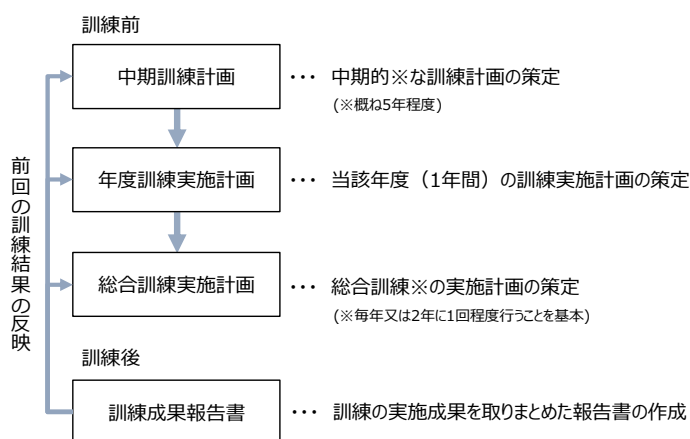 訓練前
中期訓練計画 ・・・ 中期的※な訓練計画の策定
(※概ね5年程度)
年度訓練実施計画 ・・・ 当該年度（1年間）の訓練実施計画の策定
総合訓練実施計画 ・・・ 総合訓練※の実施計画の策定
(※毎年又は2年に1回程度行うことを基本)
前回の訓練結果の反映
訓練後
訓練成果報告書 ・・・ 訓練の実施成果を取りまとめた報告書の作成